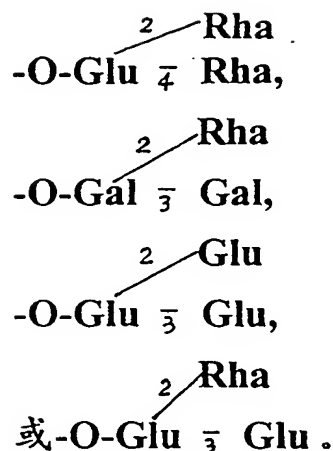 2 Rha
-O-Glu 4 Rha,
2 Rha
-O-Gal 3 Gal,
2 Glu
-O-Glu 3 Glu,
2 Rha
或-O-Glu 3 Glu。